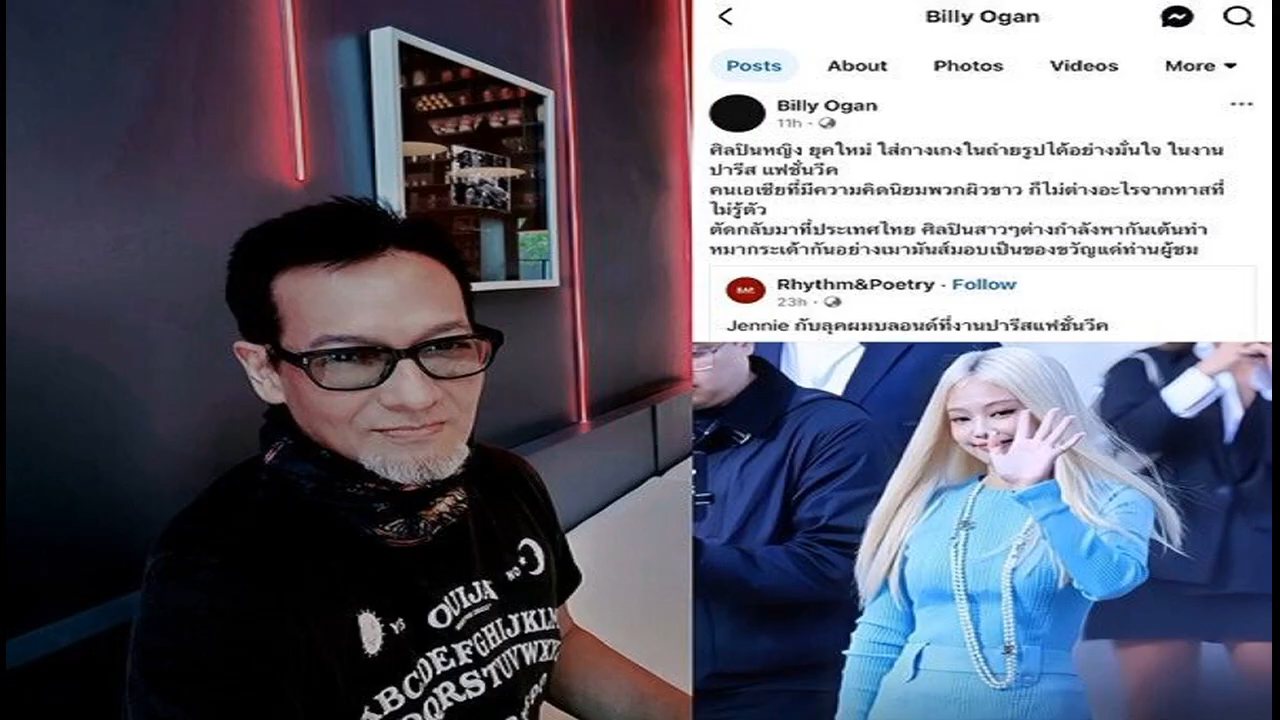 OUIJA
YS
NO
ABCDEFGHIJKLM
Billy Ogan
Posts
About
Photos
Videos
More
Billy Ogan
11h
ศิลปินหญิง ยุคใหม่ ใส่กางเกงในถ่ายรูปได้อย่างมั่นใจ ในงาน
ปารีส แฟชั่นวีค
คนเอเชียที่มีความคิดนิยมพวกผิวขาว ก็ไม่ต่างอะไรจากทาสที่
ไม่รู้ตัว
ตัดกลับมาที่ประเทศไทย ศิลปินสาวๆต่างกำลังพากันเต้นทำ
หมากระเด้ากันอย่างเมามันส์มอบเป็นของขวัญแด่ท่านผู้ชม
RAP
Rhythm&Poetry · Follow
23h
Jennie กับลุคผมบลอนด์ที่งานปารีสแฟชั่นวีค